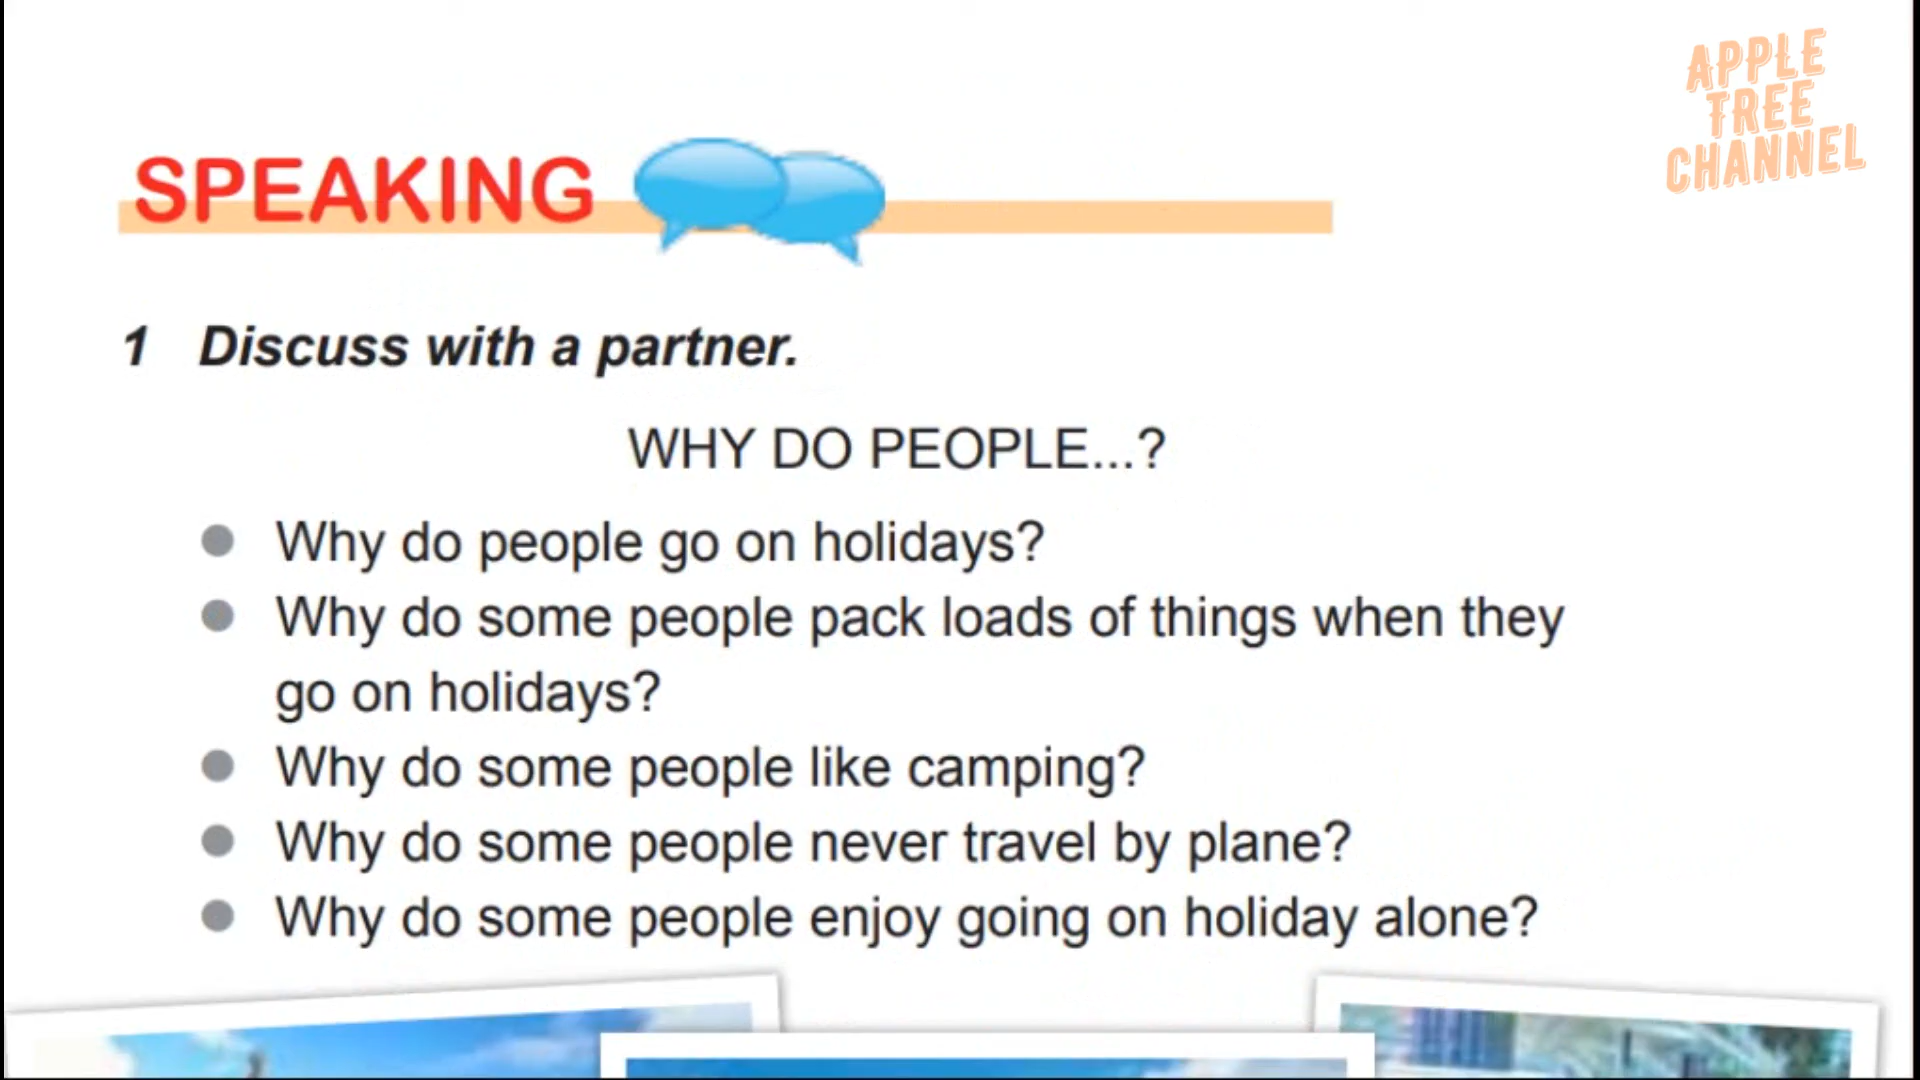 APPLE
TREE
CHANNEL
SPEAKING
1 Discuss with a partner.
WHY DO PEOPLE...?
● Why do people go on holidays?
● Why do some people pack loads of things when they
go on holidays?
● Why do some people like camping?
● Why do some people never travel by plane?
● Why do some people enjoy going on holiday alone?